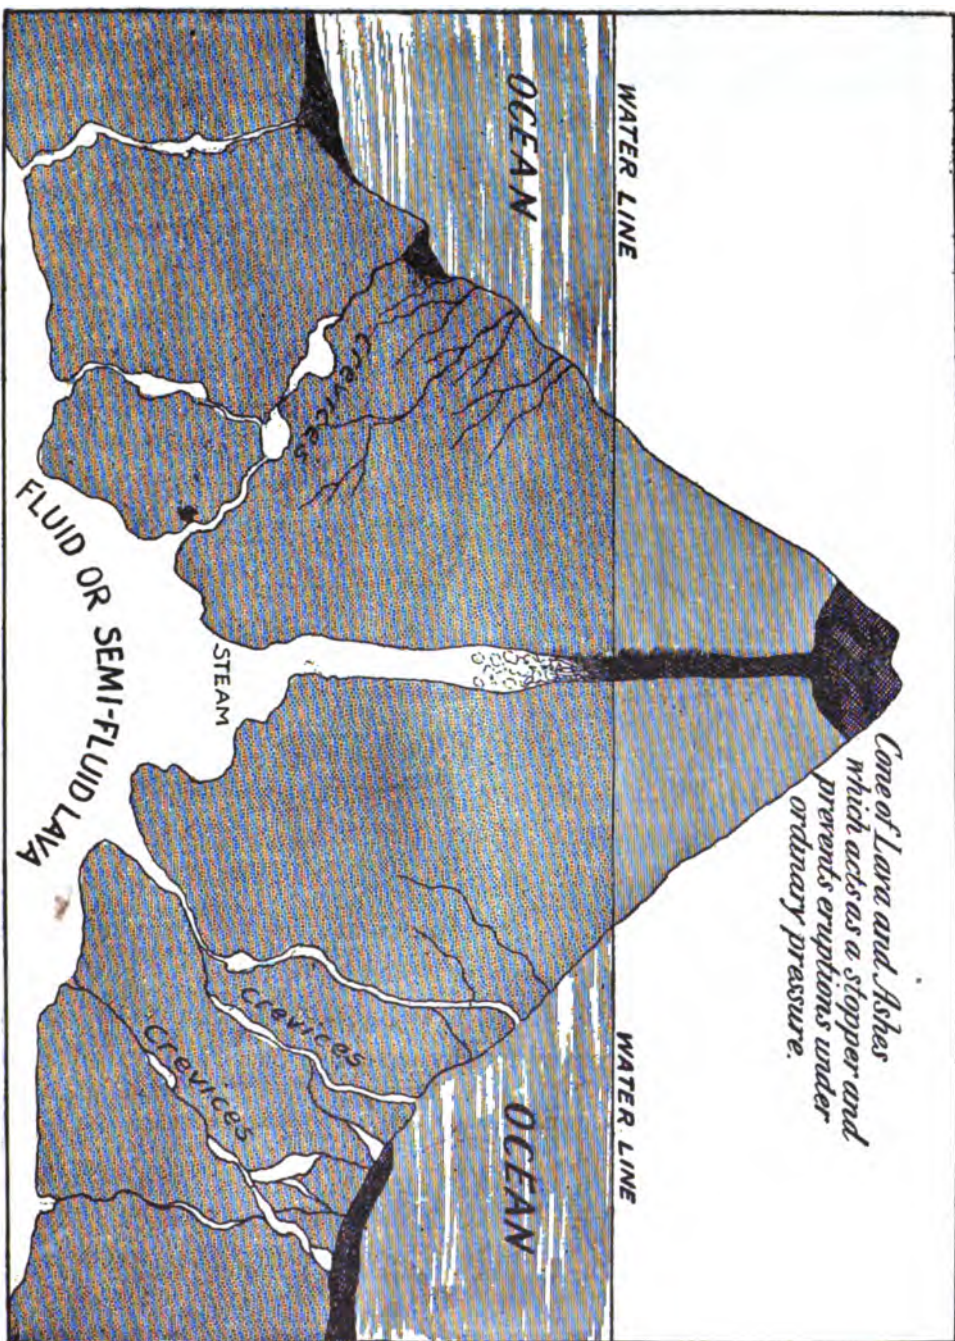 Cone of Lava and Ashes
which acts as a stopper and
prevents eruptions under
ordinary pressure.
WATER LINE
WATER LINE
OCEAN
OCEAN
crevices
crevices
crevices
STEAM
FLUID OR SEMI-FLUID LAVA